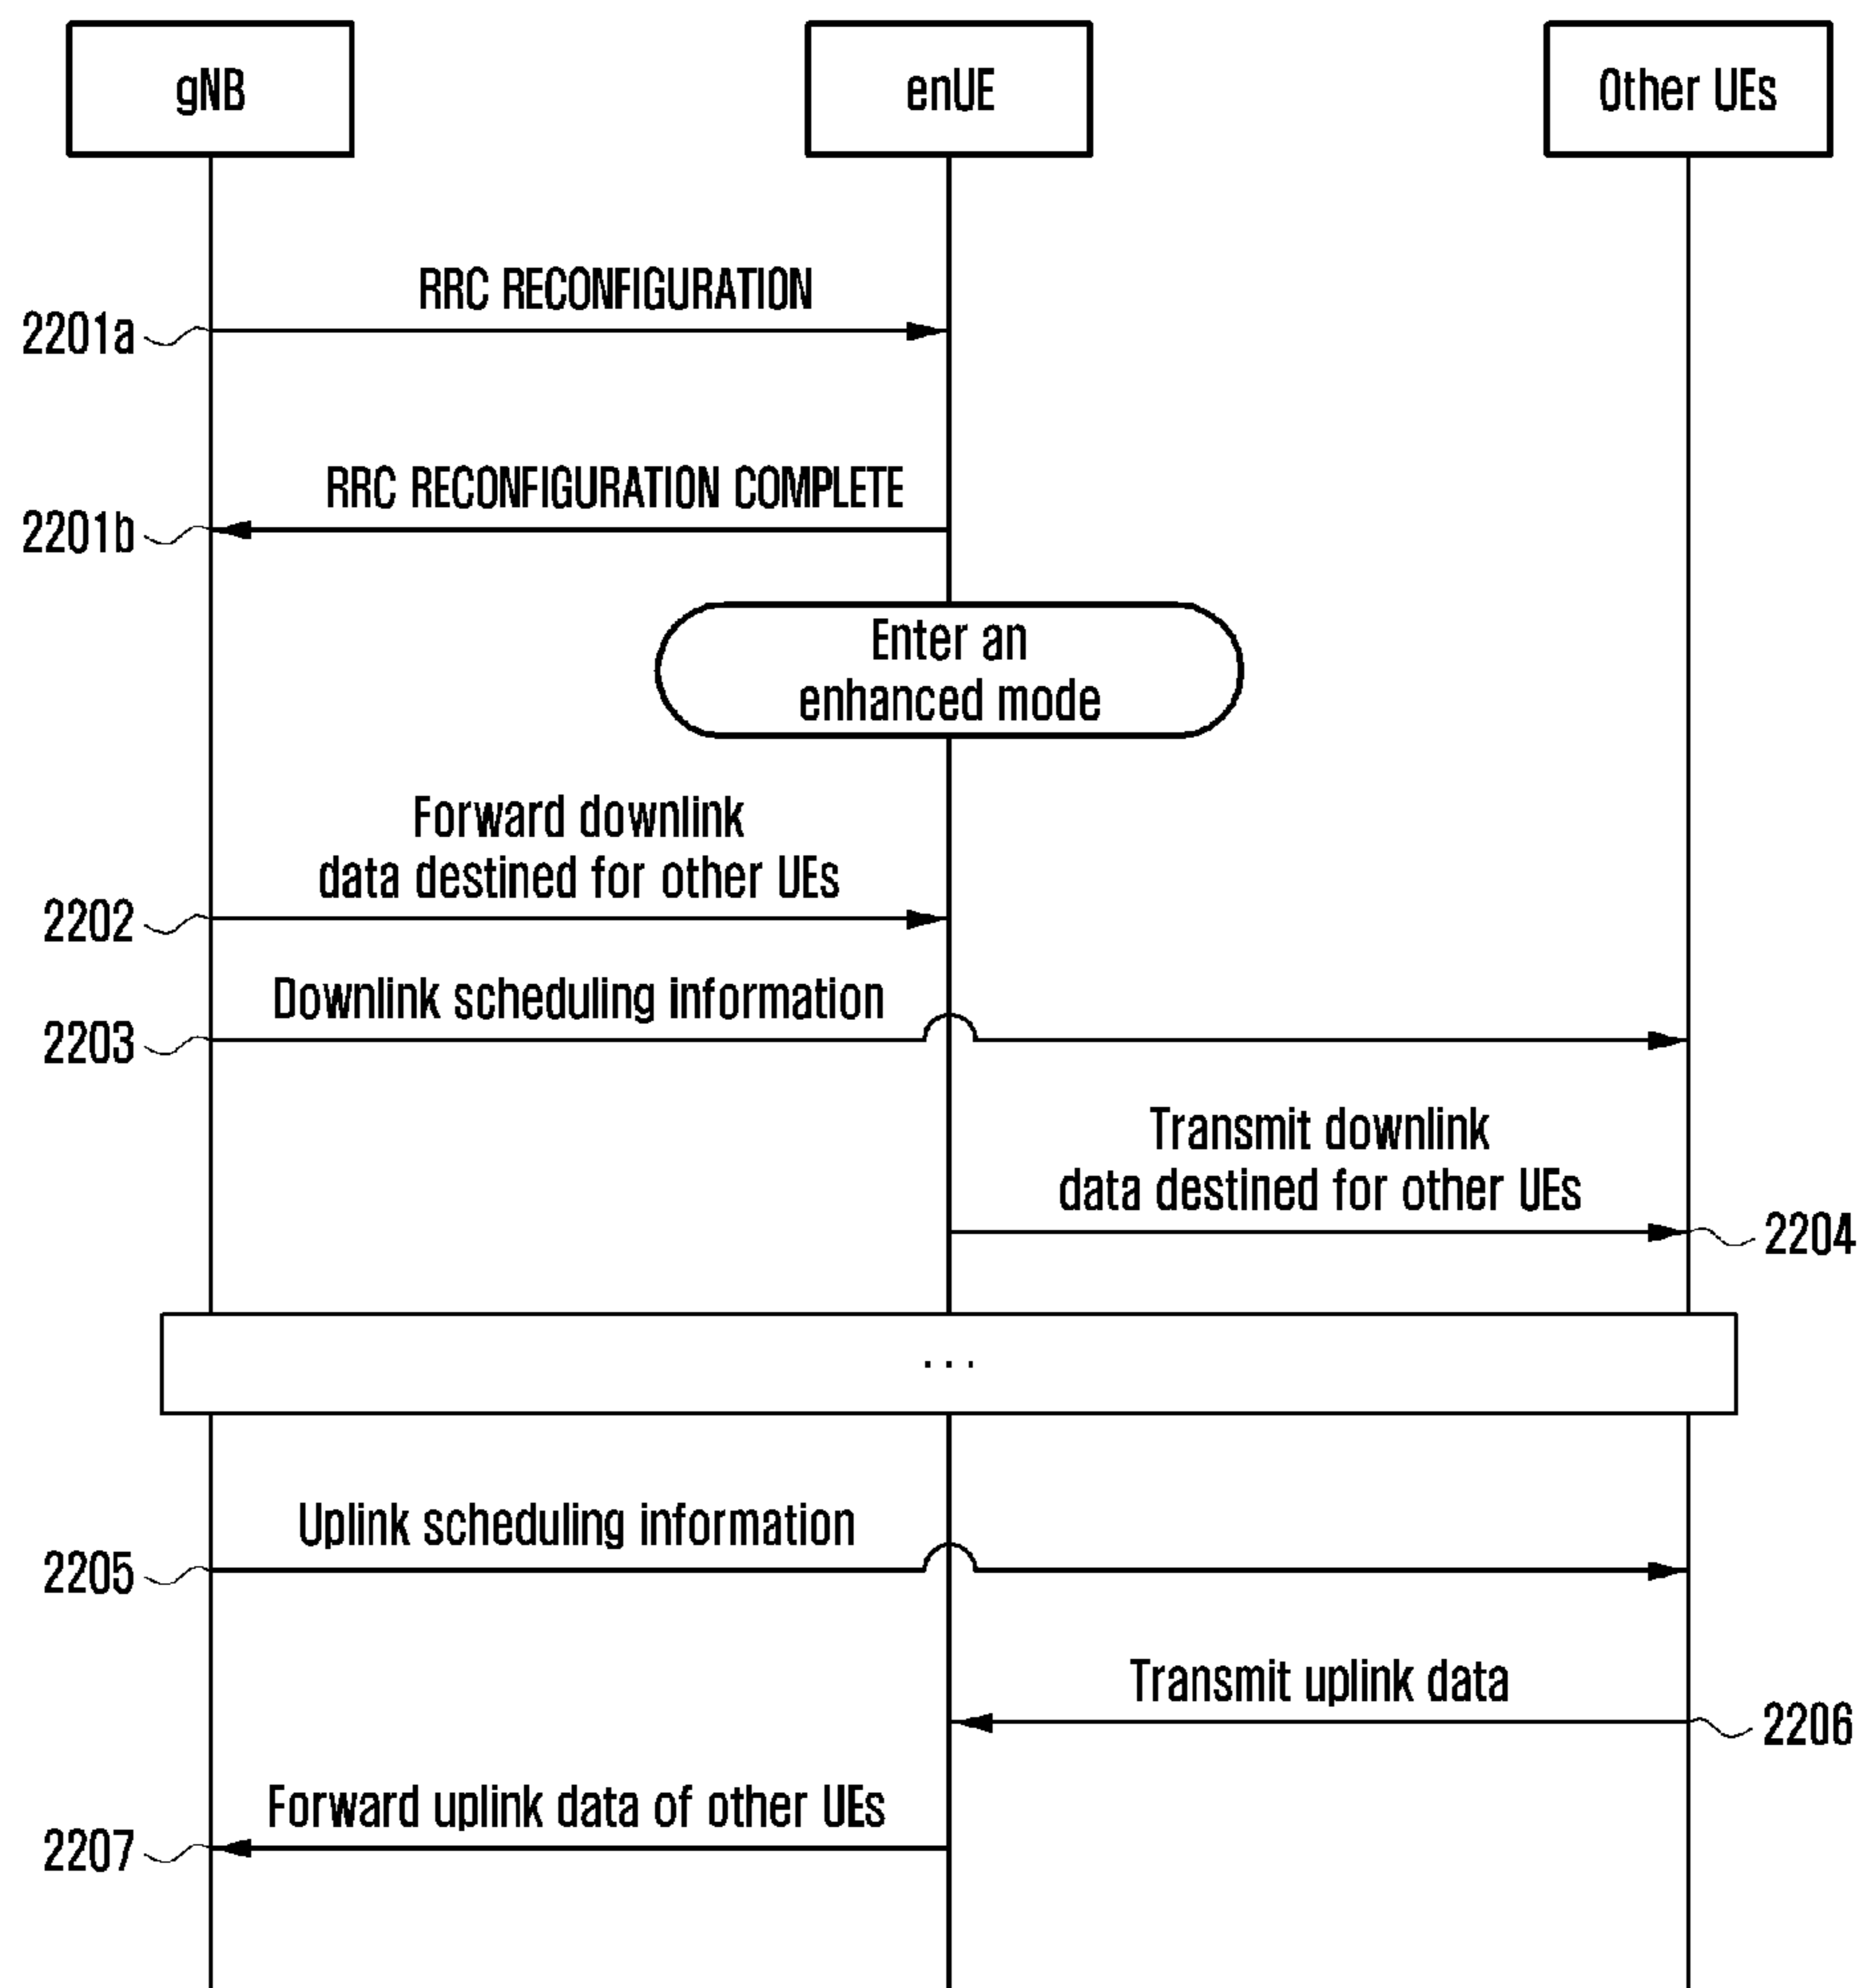 gNB
enUE
Other UEs
RRC RECONFIGURATION
2201a
RRC RECONFIGURATION COMPLETE
2201b
Enter an
enhanced mode
Forward downlink
data destined for other UEs
2202
Downlink scheduling information
2203
Transmit downlink
data destined for other UEs
2204
...
Uplink scheduling information
2205
Transmit uplink data
2206
Forward uplink data of other UEs
2207